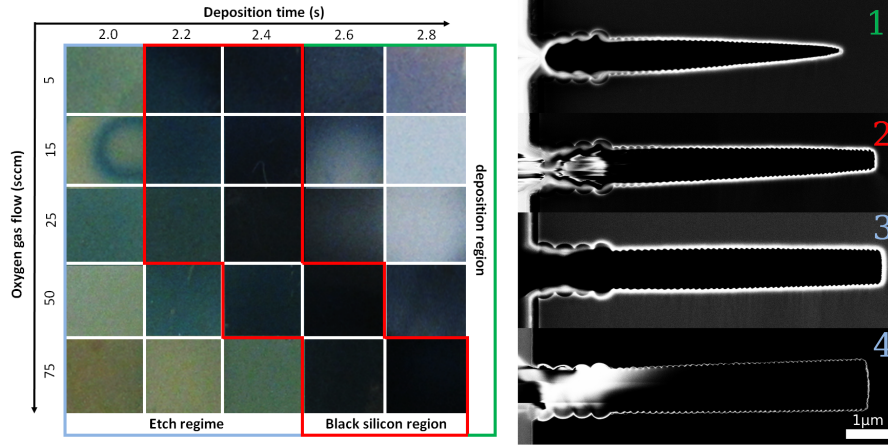 Deposition time (s)
2.0 2.2 2.4 2.6 2.8
Oxygen gas flow (sccm)
5
15
25
50
75
deposition region
Etch regime
Black silicon region
1
2
3
4
1μm